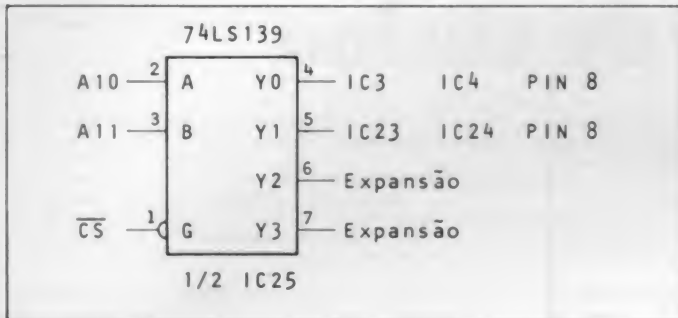 74LS139
A10 2 A Y0 4 IC3 IC4 PIN 8
A11 3 B Y1 5 IC23 IC24 PIN 8
Y2 6 Expansão
CS 1 G Y3 7 Expansão
1/2 IC25